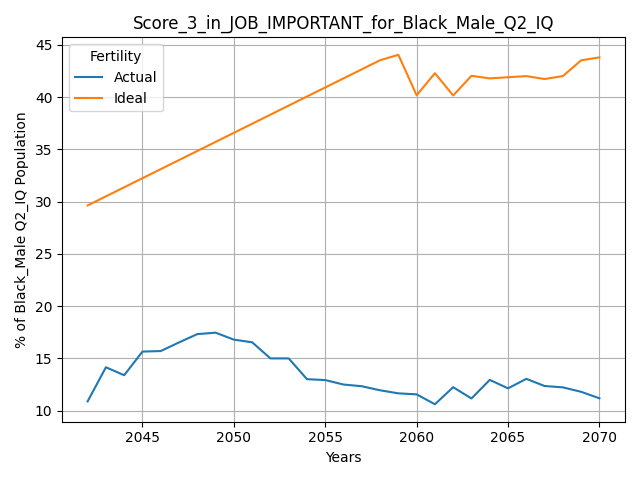 Score_3_in_JOB_IMPORTANT_for_Black_Male_Q2_IQ
Fertility
Actual
Ideal
% of Black_Male Q2_IQ Population
45
40
35
30
25
20
15
10
2045 2050 2055 2060 2065 2070
Years